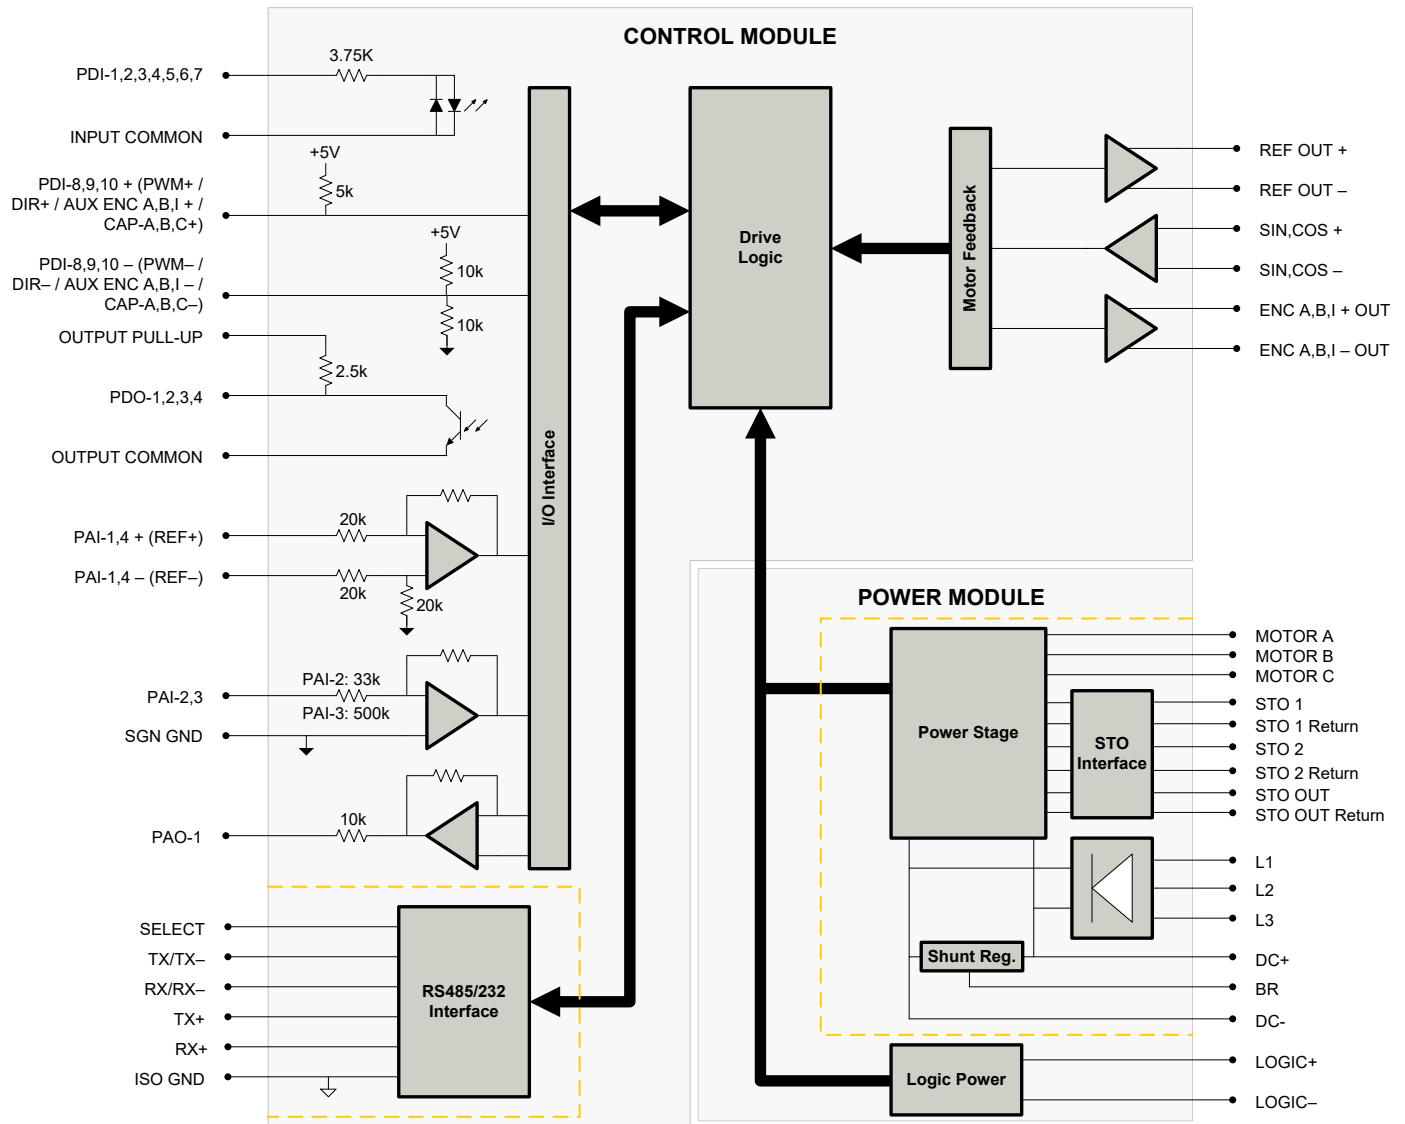 CONTROL MODULE
PDI-1,2,3,4,5,6,7
3.75K
INPUT COMMON
+5V
5k
PDI-8,9,10 + (PWM+ /
DIR+ / AUX ENC A,B,I + /
CAP-A,B,C+)
+5V
10k
10k
PDI-8,9,10 – (PWM– /
DIR– / AUX ENC A,B,I – /
CAP-A,B,C–)
OUTPUT PULL-UP
2.5k
PDO-1,2,3,4
OUTPUT COMMON
PAI-1,4 + (REF+)
20k
PAI-1,4 – (REF–)
20k
20k
PAI-2,3
PAI-2: 33k
PAI-3: 500k
SGN GND
PAO-1
10k
I/O Interface
SELECT
TX/TX–
RX/RX–
TX+
RX+
ISO GND
RS485/232
Interface
Drive
Logic
Motor Feedback
REF OUT +
REF OUT –
SIN,COS +
SIN,COS –
ENC A,B,I + OUT
ENC A,B,I – OUT
POWER MODULE
Power Stage
STO
Interface
MOTOR A
MOTOR B
MOTOR C
STO 1
STO 1 Return
STO 2
STO 2 Return
STO OUT
STO OUT Return
L1
L2
L3
Shunt Reg.
DC+
BR
DC-
Logic Power
LOGIC+
LOGIC–